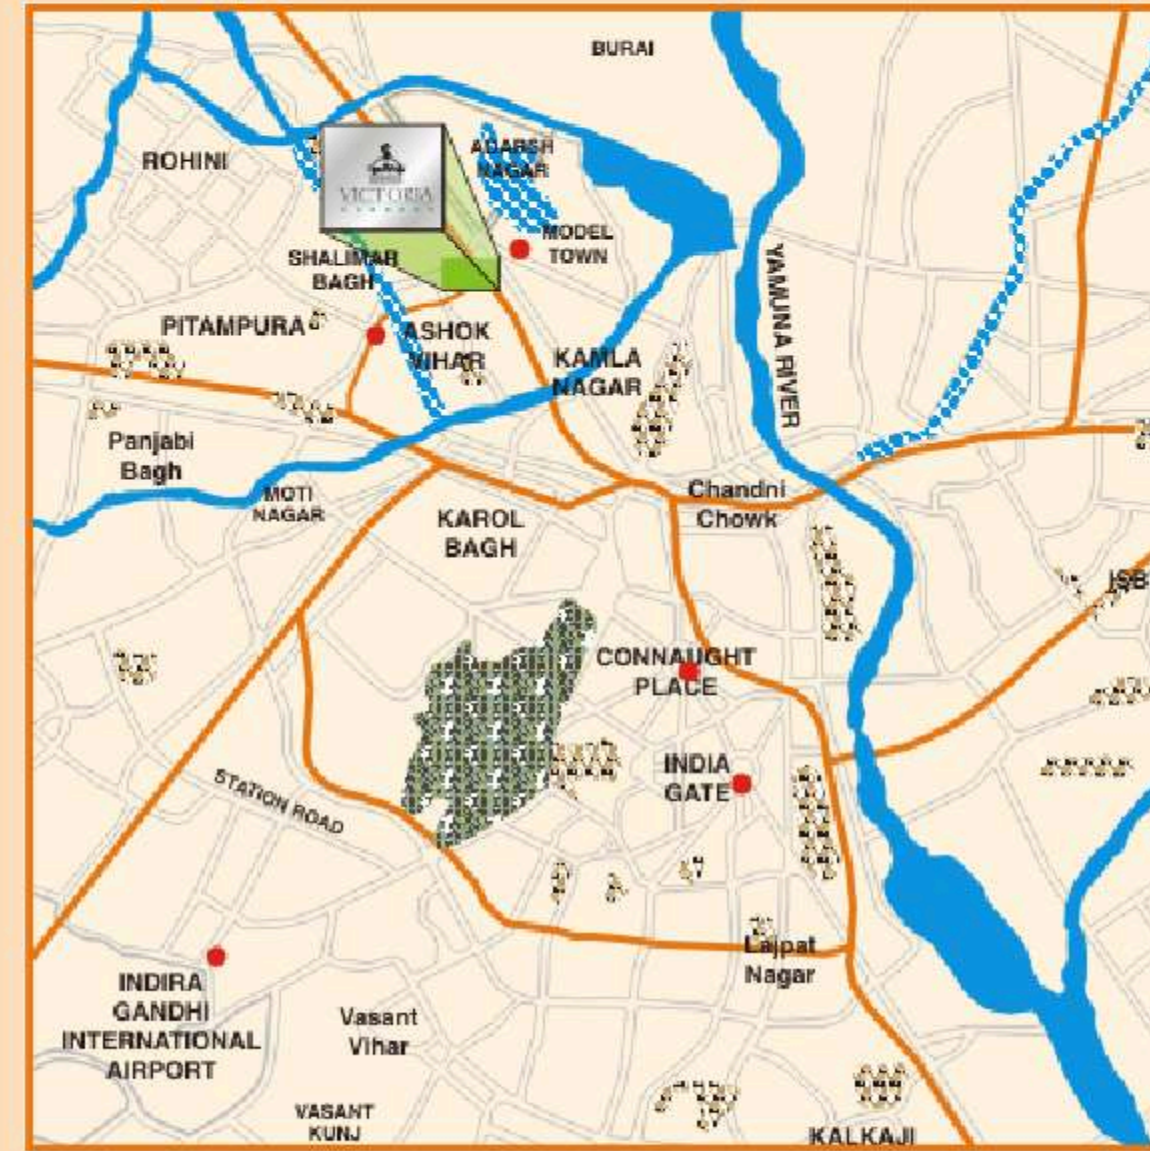 BURAI
ROHINI
ADARSH
NAGAR
VICTORIA
MODEL
TOWN
SHALIMAR
BAGH
YAMUNA RIVER
PITAMPURA
ASHOK
VIHAR
KAMLA
NAGAR
Panjabi
Bagh
MOTI
NAGAR
Chandni
Chowk
KAROL
BAGH
ISB
CONNAUGHT
PLACE
INDIA
GATE
STATION ROAD
Lajpat
Nagar
INDIRA
GANDHI
INTERNATIONAL
AIRPORT
Vasant
Vihar
VASANT
KUNJ
KALKAJI